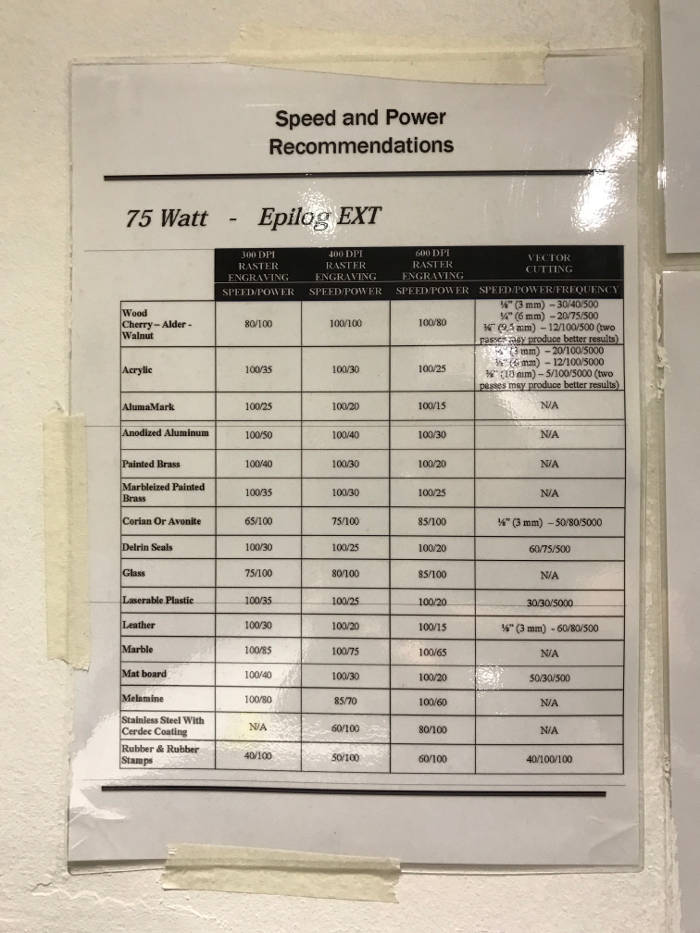 Speed and Power
Recommendations
75 Watt - Epilog EXT
300 DPI RASTER ENGRAVING 400 DPI RASTER ENGRAVING 600 DPI RASTER ENGRAVING VECTOR CUTTING
SPEED/POWER SPEED/POWER SPEED/POWER SPEED/POWER/FREQUENCY
Wood
Cherry – Alder -
Walnut
80/100 100/100 100/80
⅛" (3 mm) – 30/40/500
¼" (6 mm) – 20/75/500
(9.5 mm) – 12/100/500 (two
passes may produce better results)
Acrylic 100/35 100/30 100/25
(3 mm) – 20/100/5000
(6 mm) – 12/100/5000
⅜" (10 mm) – 5/100/5000 (two
passes may produce better results)
AlumaMark 100/25 100/20 100/15 N/A
Anodized Aluminum 100/50 100/40 100/30 N/A
Painted Brass 100/40 100/30 100/20 N/A
Marbleized Painted
Brass
100/35 100/30 100/25 N/A
Corian Or Avonite 65/100 75/100 85/100 ⅛" (3 mm) – 50/80/5000
Delrin Seals 100/30 100/25 100/20 60/75/500
Glass 75/100 80/100 85/100 N/A
Laserable Plastic 100/35 100/25 100/20 30/30/5000
Leather 100/30 100/20 100/15 ⅛" (3 mm) - 60/80/500
Marble 100/85 100/75 100/65 N/A
Mat board 100/40 100/30 100/20 50/30/500
Melamine 100/80 85/70 100/60 N/A
Stainless Steel With
Cerdec Coating
N/A 60/100 80/100 N/A
Rubber & Rubber
Stamps
40/100 50/100 60/100 40/100/100